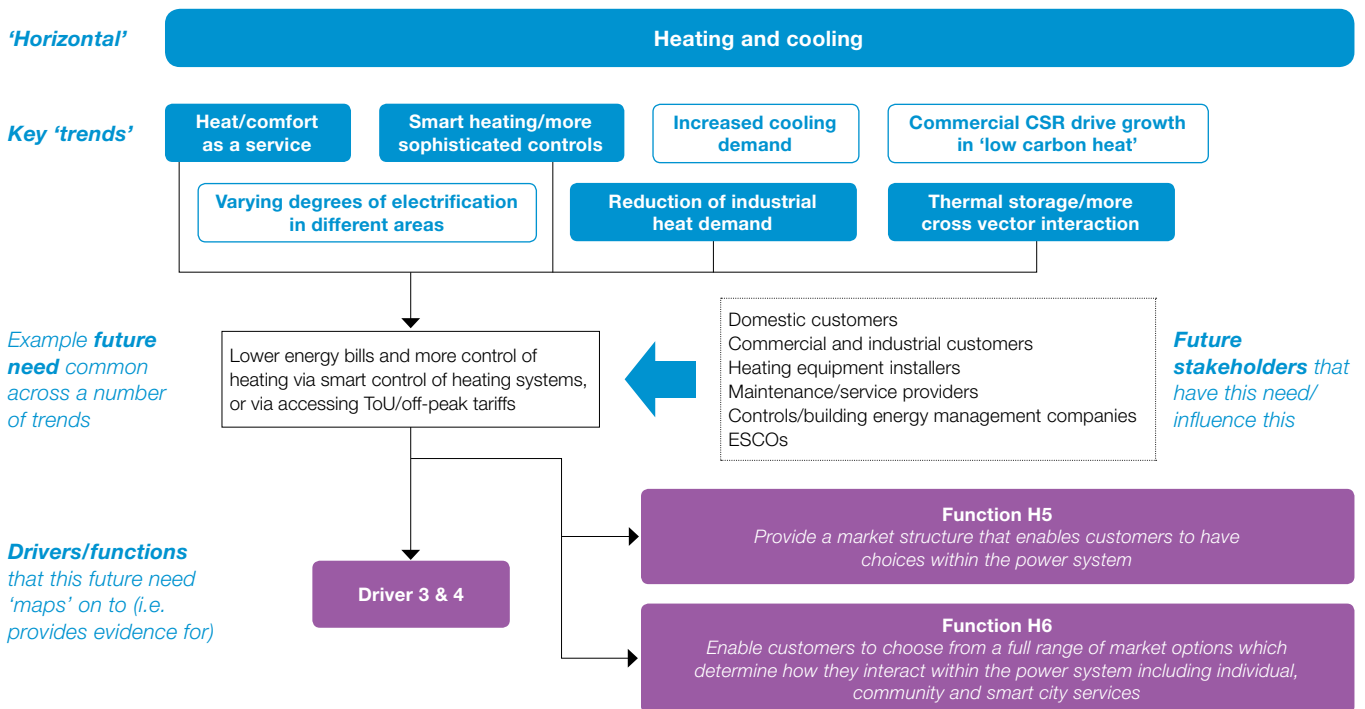 ‘Horizontal’
Heating and cooling
Key ‘trends’
Heat/comfort
as a service
Smart heating/more
sophisticated controls
Increased cooling
demand
Commercial CSR drive growth
in ‘low carbon heat’
Varying degrees of electrification
in different areas
Reduction of industrial
heat demand
Thermal storage/more
cross vector interaction
Example future
need common
across a number
of trends
Lower energy bills and more control of
heating via smart control of heating systems,
or via accessing ToU/off-peak tariffs
Domestic customers
Commercial and industrial customers
Heating equipment installers
Maintenance/service providers
Controls/building energy management companies
ESCOs
Future
stakeholders that
have this need/
influence this
Drivers/functions
that this future need
‘maps’ on to (i.e.
provides evidence for)
Driver 3 & 4
Function H5
Provide a market structure that enables customers to have
choices within the power system
Function H6
Enable customers to choose from a full range of market options which
determine how they interact within the power system including individual,
community and smart city services